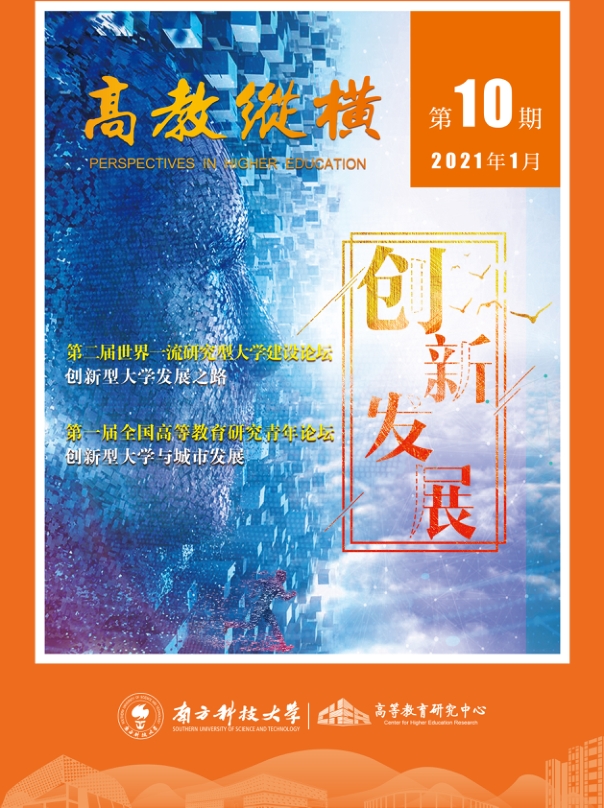 高教縱橫
PERSPECTIVES IN HIGHER EDUCATION
第10期
2021年1月
创新发展
第二届世界一流研究型大学建设论坛
创新型大学发展之路
第一届全国高等教育研究青年论坛
创新型大学与城市发展
南方科技大学
SOUTHERN UNIVERSITY OF SCIENCE AND TECHNOLOGY
CHER
高等教育研究中心
Center for Higher Education Research